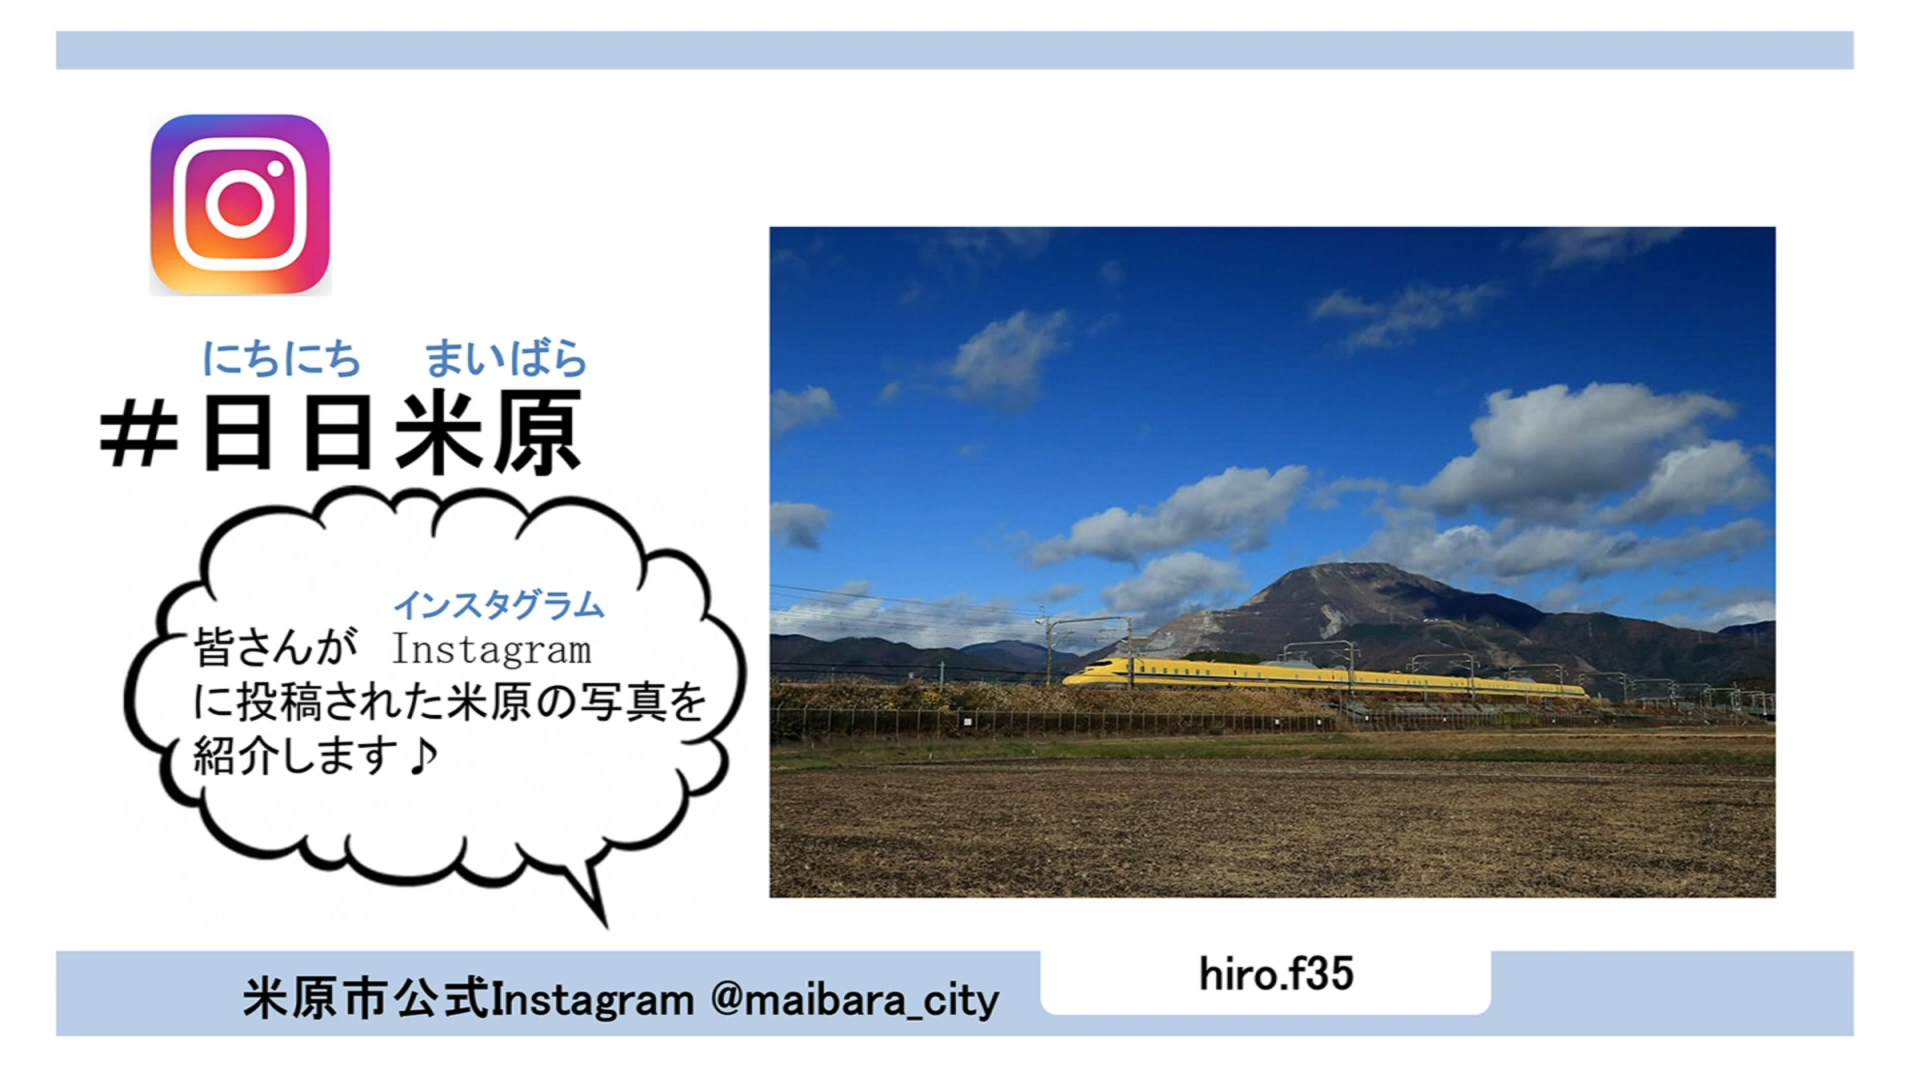 にちにち まいばら
＃日日米原
インスタグラム
皆さんが Instagram
に投稿された米原の写真を
紹介します♪
hiro.f35
米原市公式Instagram @maibara_city